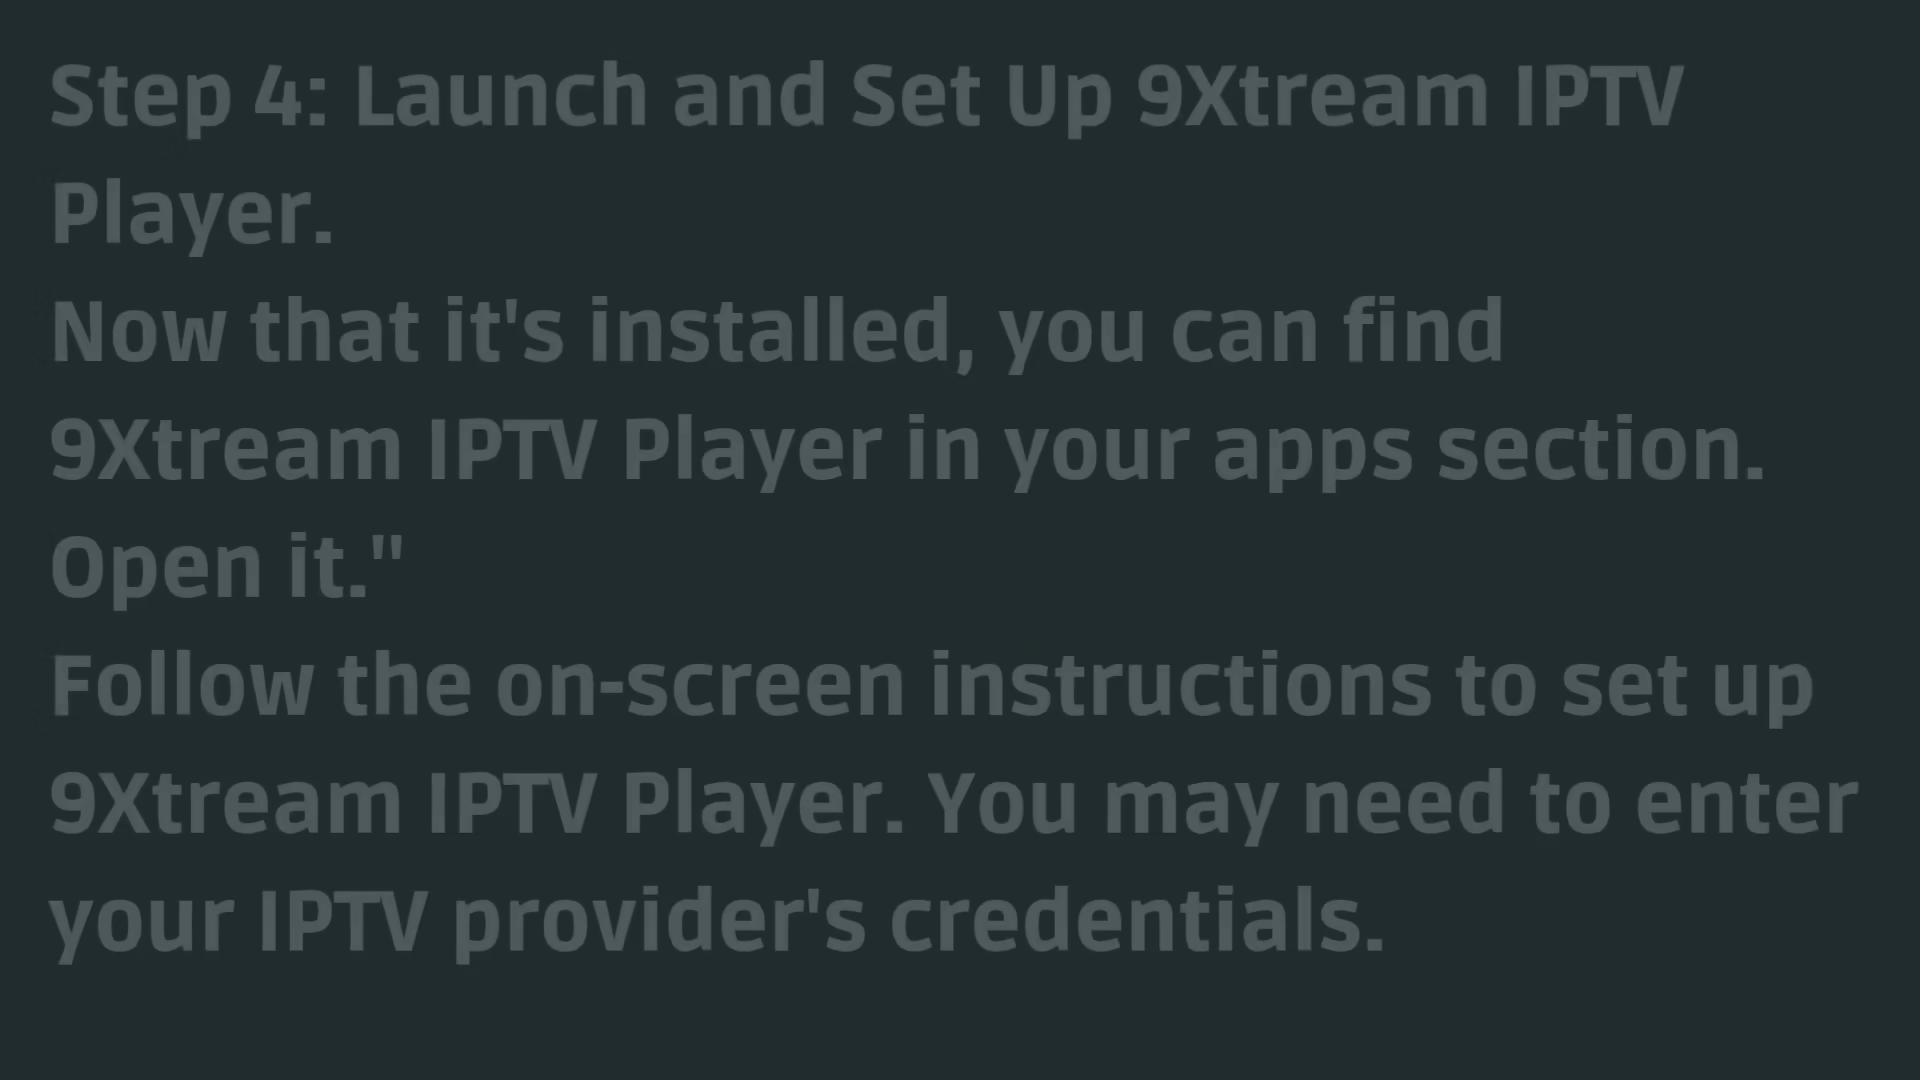 Step 4: Launch and Set Up 9Xtream IPTV
Player.
Now that it's installed, you can find
9Xtream IPTV Player in your apps section.
Open it."
Follow the on-screen instructions to set up
9Xtream IPTV Player. You may need to enter
your IPTV provider's credentials.